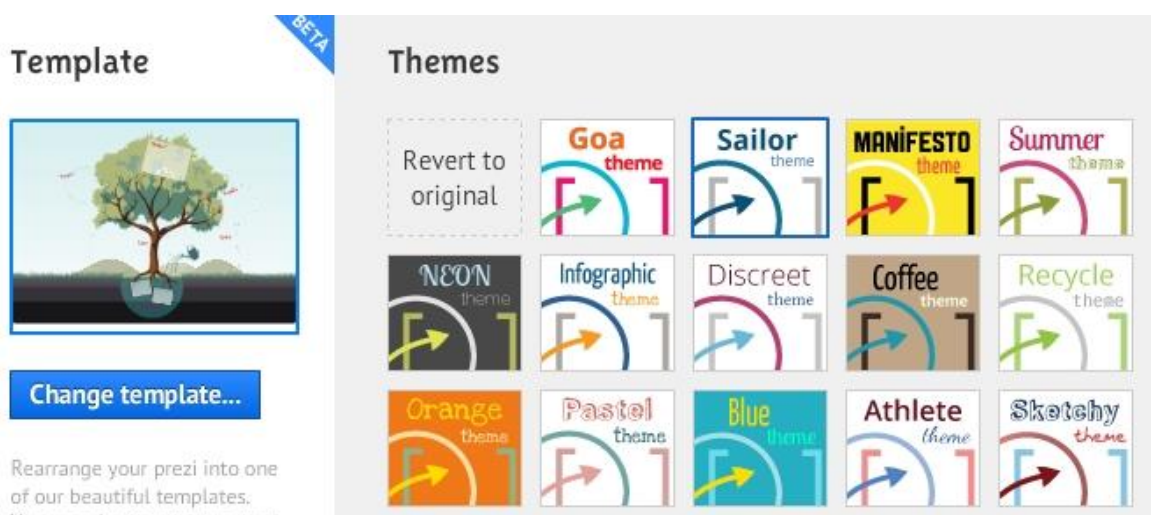 BETA
Template
Change template...
Rearrange your prezi into one
of our beautiful templates.
Themes
Revert to
original
Goa
theme
Sailor
theme
MANIFESTO
theme
Summer
theme
NEON
theme
Infographic
theme
Discreet
theme
Coffee
theme
Recycle
theme
Orange
theme
Pastel
theme
Blue
theme
Athlete
theme
Sketchy
theme